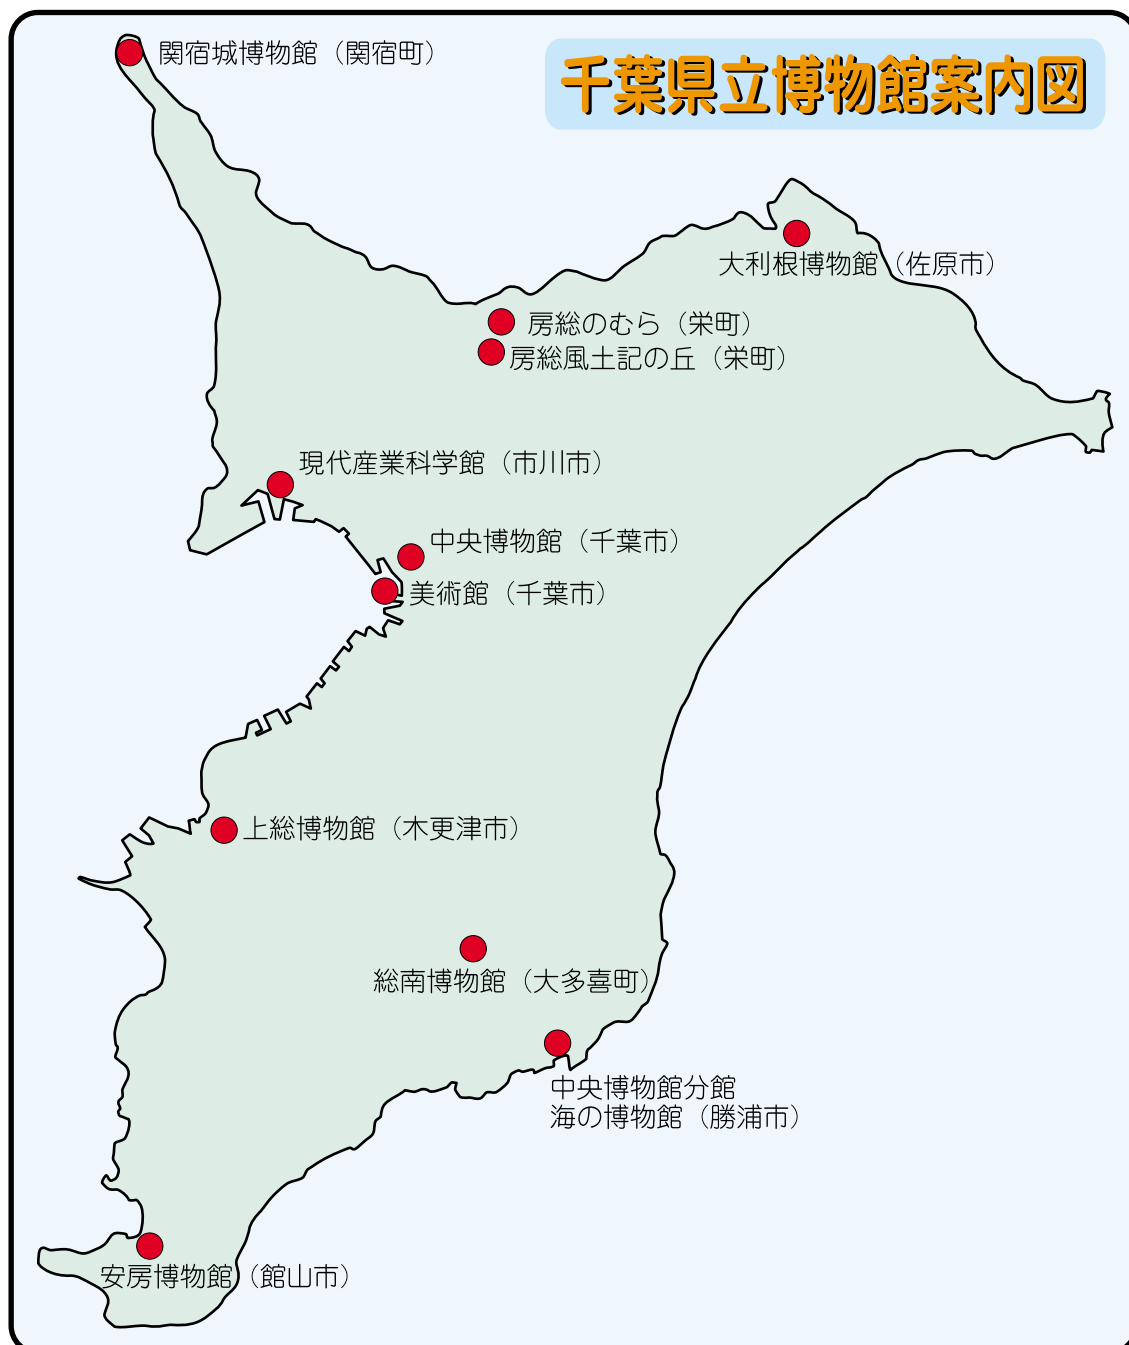 千葉県立博物館案内図
関宿城博物館（関宿町）
大利根博物館（佐原市）
房総のむら（栄町）
房総風土記の丘（栄町）
現代産業科学館（市川市）
中央博物館（千葉市）
美術館（千葉市）
上総博物館（木更津市）
総南博物館（大多喜町）
中央博物館分館
海の博物館（勝浦市）
安房博物館（館山市）